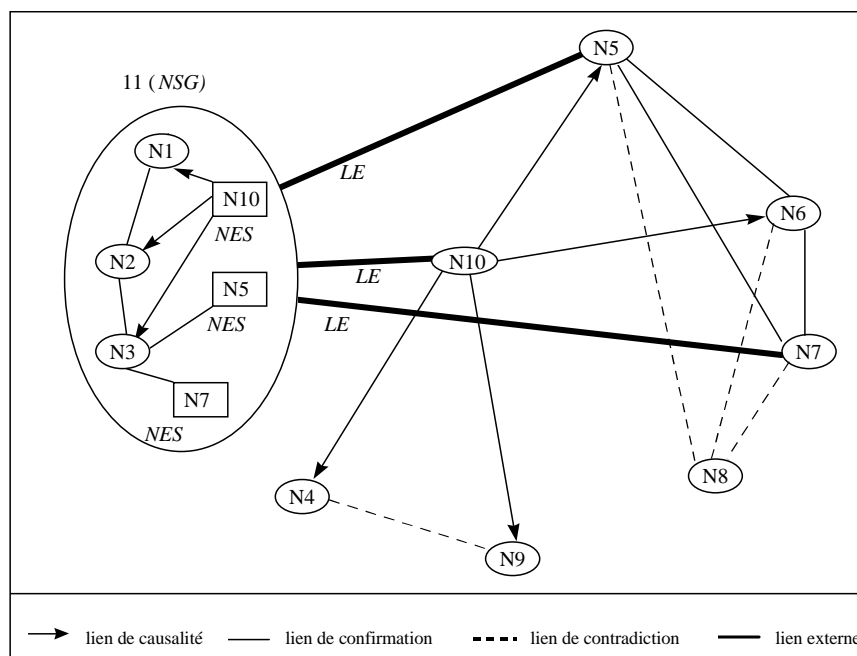 N5
11 (NSG)
N1
LE
N10
NES
N6
N2
N10
LE
N5
NES
LE
N3
N7
N7
NES
N8
N4
N9
lien de causalité
lien de confirmation
lien de contradiction
lien externe